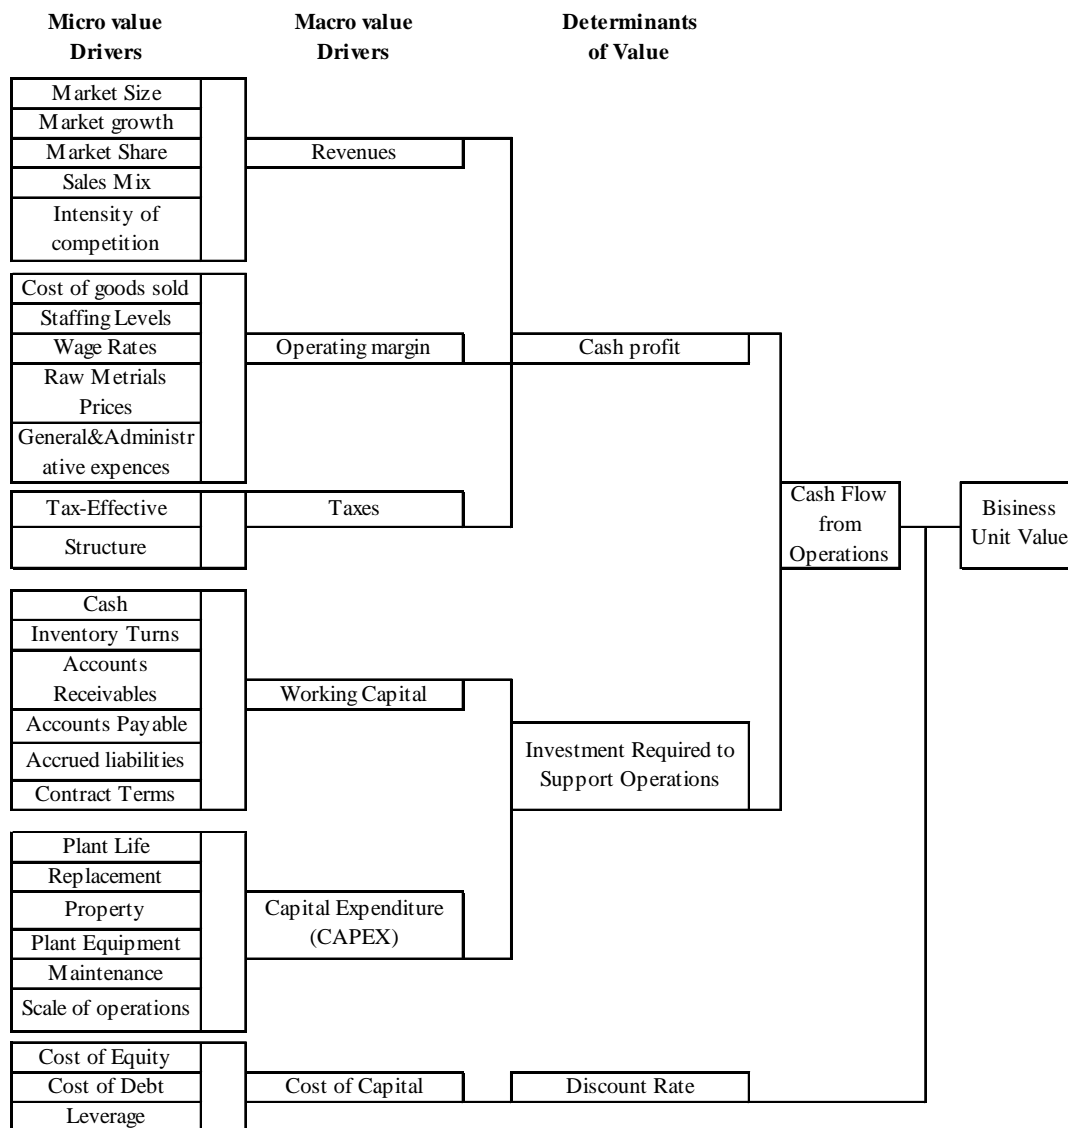 Micro value
Drivers
Macro value
Drivers
Determinants
of Value
Market Size
Market growth
Market Share
Sales Mix
Intensity of
competition
Revenues
Cost of goods sold
Staffing Levels
Wage Rates
Raw Metrials
Prices
General&Administr
ative expences
Operating margin
Cash profit
Tax-Effective
Structure
Taxes
Cash Flow
from
Operations
Bisiness
Unit Value
Cash
Inventory Turns
Accounts
Receivables
Accounts Payable
Accrued liabilities
Contract Terms
Working Capital
Investment Required to
Support Operations
Plant Life
Replacement
Property
Plant Equipment
Maintenance
Scale of operations
Capital Expenditure
(CAPEX)
Cost of Equity
Cost of Debt
Leverage
Cost of Capital
Discount Rate